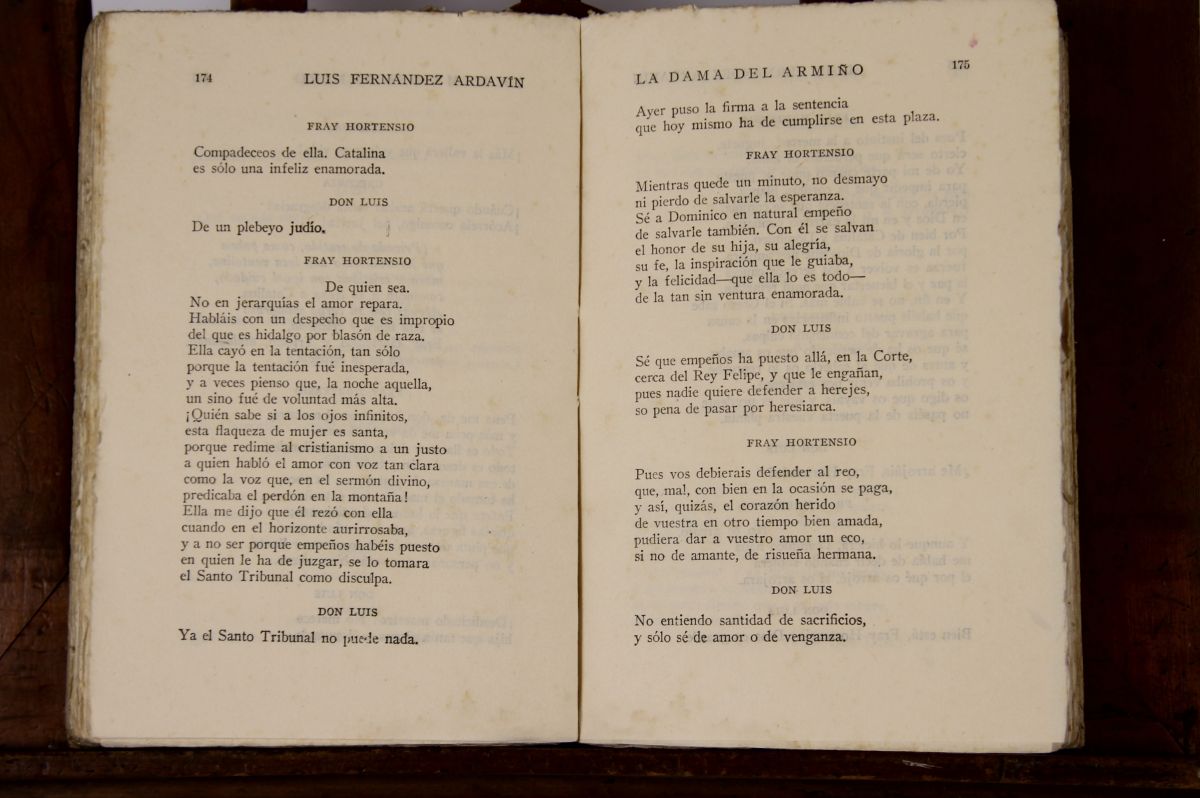 174
LUIS FERNÁNDEZ ARDAVÍN
FRAY HORTENSIO
Compadeceos de ella. Catalina
es sólo una infeliz enamorada.
DON LUIS
De un plebeyo judío.
FRAY HORTENSIO
De quien sea.
No en jerarquías el amor repara.
Habláis con un despecho que es impropio
del que es hidalgo por blasón de raza.
Ella cayó en la tentación, tan sólo
porque la tentación fué inesperada,
y a veces pienso que, la noche aquella,
un sino fué de voluntad más alta.
¡Quién sabe si a los ojos infinitos,
esta flaqueza de mujer es santa,
porque redime al cristianismo a un justo
a quien habló el amor con voz tan clara
como la voz que, en el sermón divino,
predicaba el perdón en la montaña!
Ella me dijo que él rezó con ella
cuando en el horizonte aurirrosaba,
y a no ser porque empeños habéis puesto
en quien le ha de juzgar, se lo tomara
el Santo Tribunal como disculpa.
DON LUIS
Ya el Santo Tribunal no puede nada.
LA DAMA DEL ARMIÑO
175
Ayer puso la firma a la sentencia
que hoy mismo ha de cumplirse en esta plaza.
FRAY HORTENSIO
Mientras quede un minuto, no desmayo
ni pierdo de salvarle la esperanza.
Sé a Dominico en natural empeño
de salvarle también. Con él se salvan
el honor de su hija, su alegría,
su fe, la inspiración que le guiaba,
y la felicidad—que ella lo es todo—
de la tan sin ventura enamorada.
DON LUIS
Sé que empeños ha puesto allá, en la Corte,
cerca del Rey Felipe, y que le engañan,
pues nadie quiere defender a herejes,
so pena de pasar por heresiarca.
FRAY HORTENSIO
Pues vos debierais defender al reo,
que, mal, con bien en la ocasión se paga,
y así, quizás, el corazón herido
de vuestra en otro tiempo bien amada,
pudiera dar a vuestro amor un eco,
si no de amante, de risueña hermana.
DON LUIS
No entiendo santidad de sacrificios,
y sólo sé de amor o de venganza.